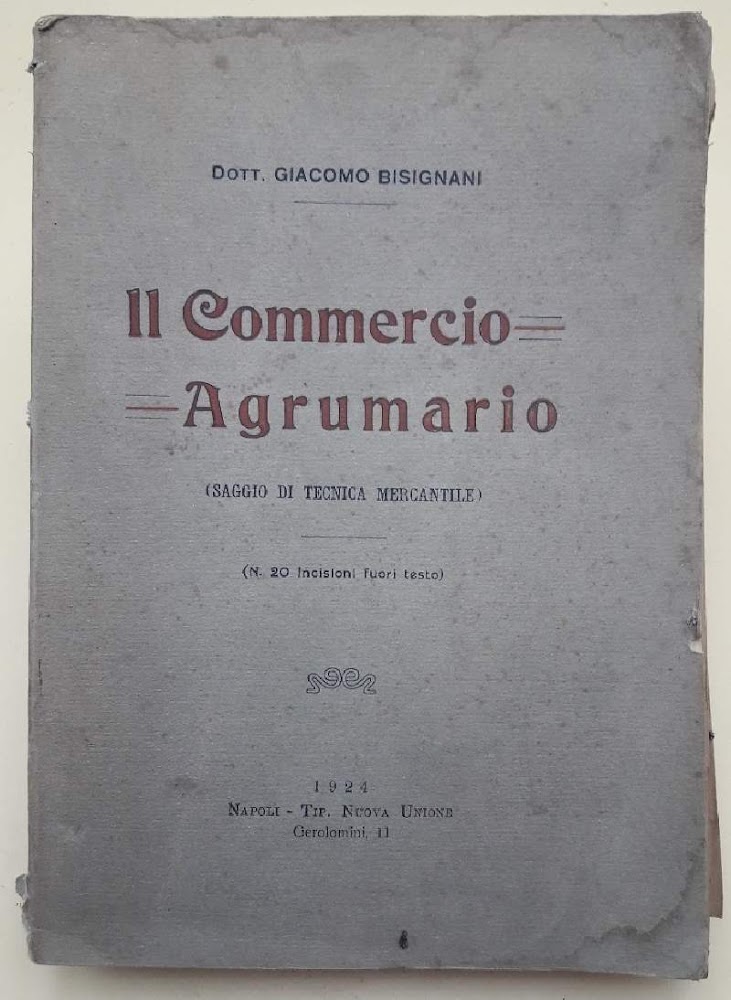 DOTT. GIACOMO BISIGNANI
Il Commercio
Agrumario
(SAGGIO DI TECNICA MERCANTILE)
(N. 20 Incisioni fuori testo)
1924
NAPOLI - TIP. NUOVA UNIONE
Gerolomini, 11